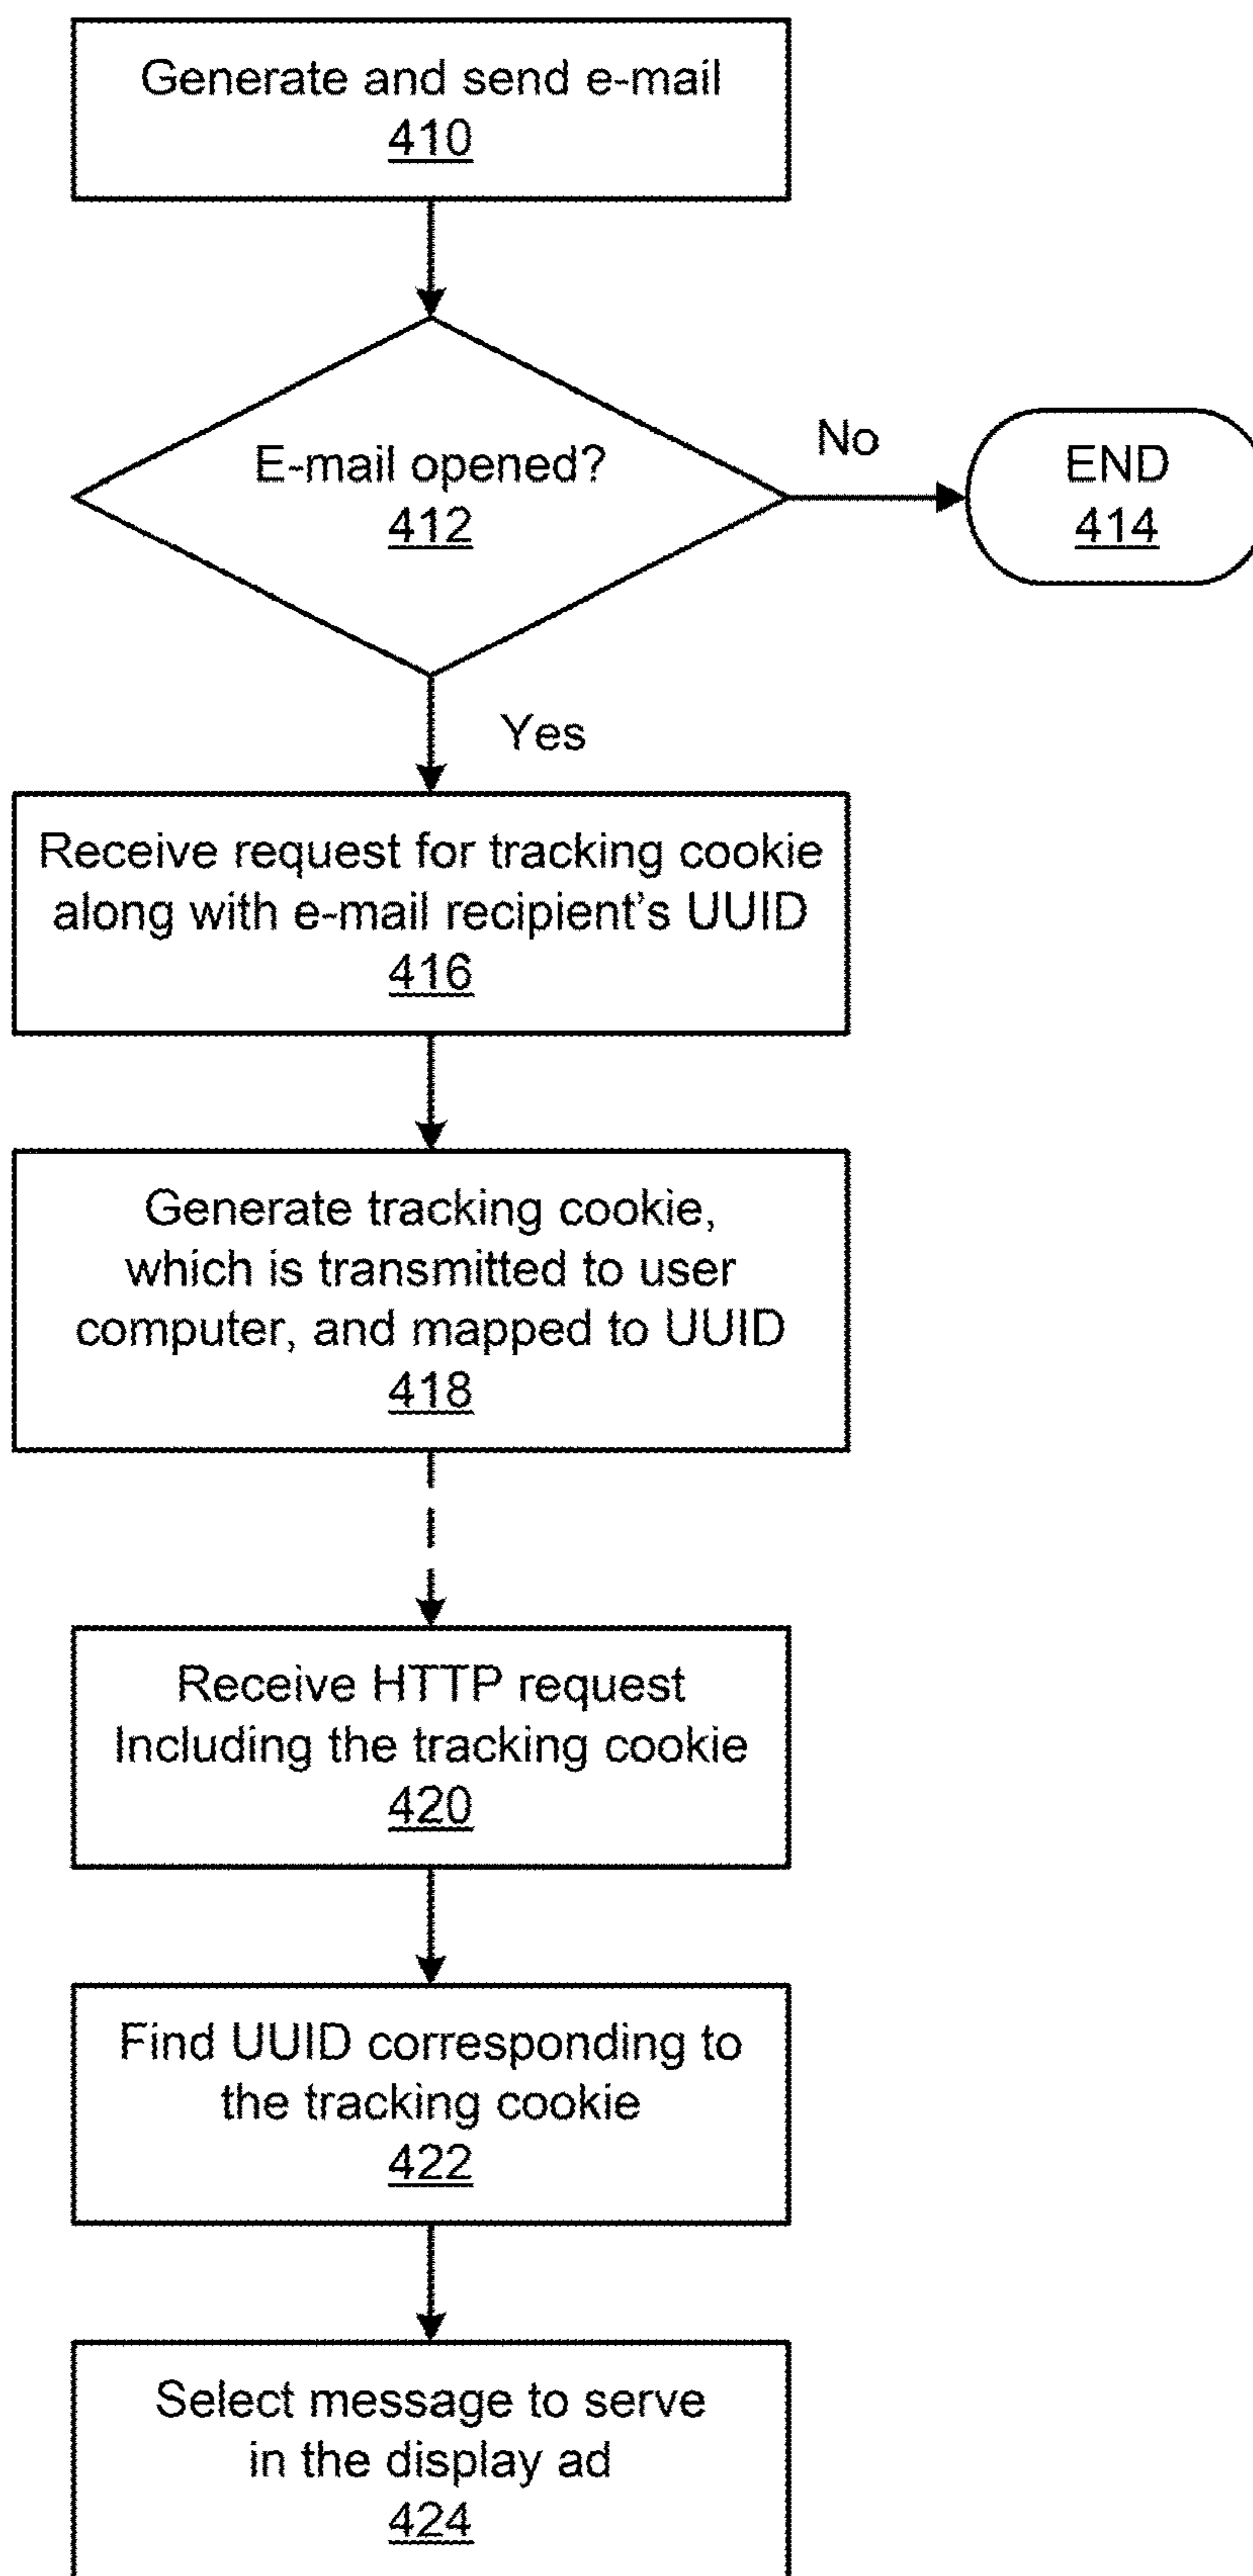 Generate and send e-mail
410
E-mail opened?
412
No
END
414
Yes
Receive request for tracking cookie
along with e-mail recipient's UUID
416
Generate tracking cookie,
which is transmitted to user
computer, and mapped to UUID
418
Receive HTTP request
Including the tracking cookie
420
Find UUID corresponding to
the tracking cookie
422
Select message to serve
in the display ad
424